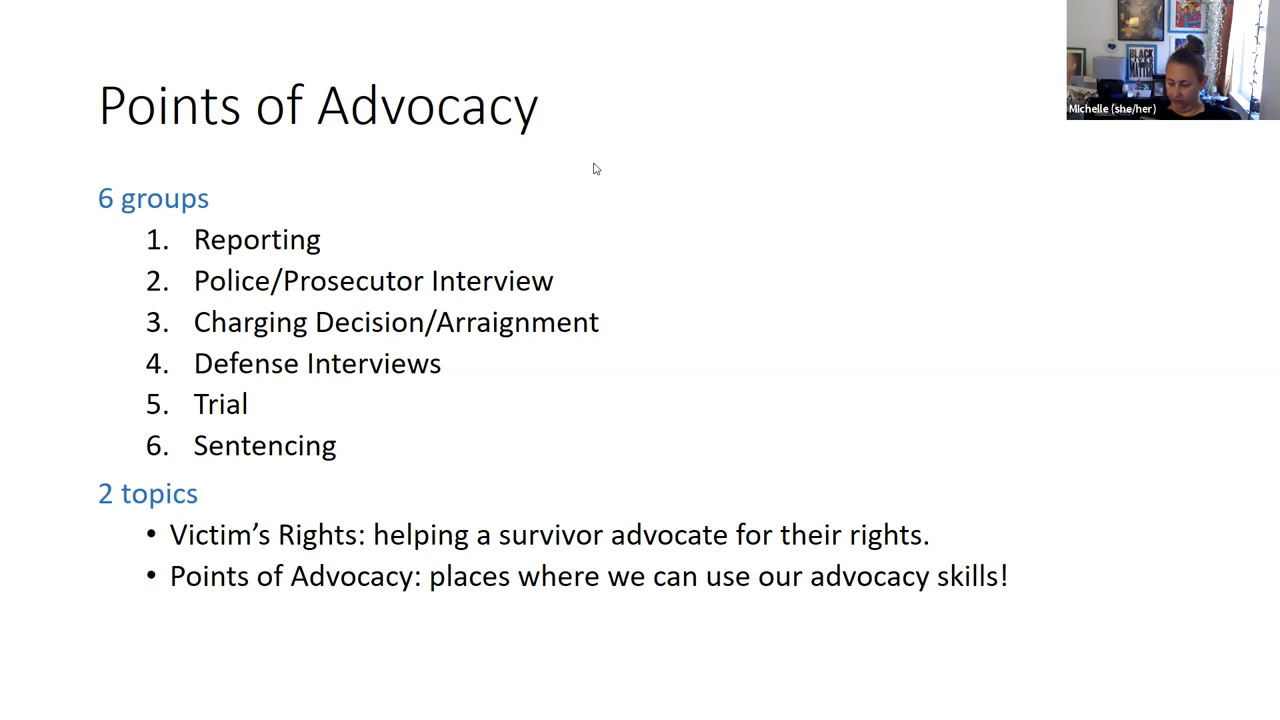 Points of Advocacy
6 groups
1. Reporting
2. Police/Prosecutor Interview
3. Charging Decision/Arraignment
4. Defense Interviews
5. Trial
6. Sentencing
2 topics
• Victim’s Rights: helping a survivor advocate for their rights.
• Points of Advocacy: places where we can use our advocacy skills!
BLACK
Michelle (she/her)